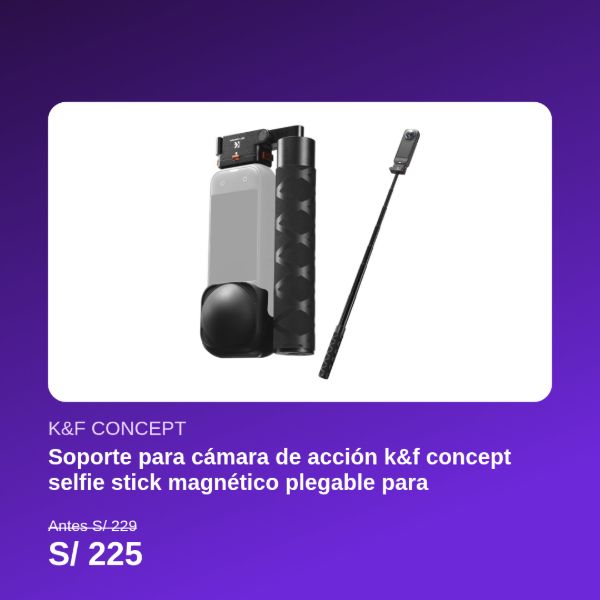 K&F CONCEPT
Soporte para cámara de acción k&f concept
selfie stick magnético plegable para
Antes S/ 229
S/ 225